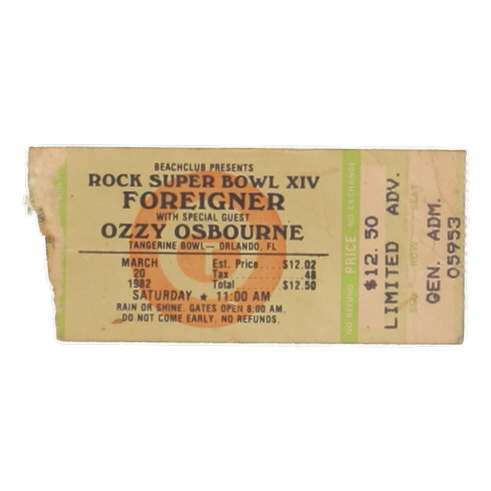 BEACHCLUB PRESENTS
ROCK SUPER BOWL XIV
FOREIGNER
WITH SPECIAL GUEST
OZZY OSBOURNE
TANGERINE BOWL— ORLANDO, FL
MARCH Est. Price.....$12.02
20 Tax............48
1982 Total..........$12.50
SATURDAY ★ 11:00 AM
RAIN OR SHINE. GATES OPEN 8:00 AM.
DO NOT COME EARLY. NO REFUNDS.
NO REFUND PRICE NO EXCHANGE
$12.50
LIMITED ADV.
ROW SEAT
GEN. ADM.
05953